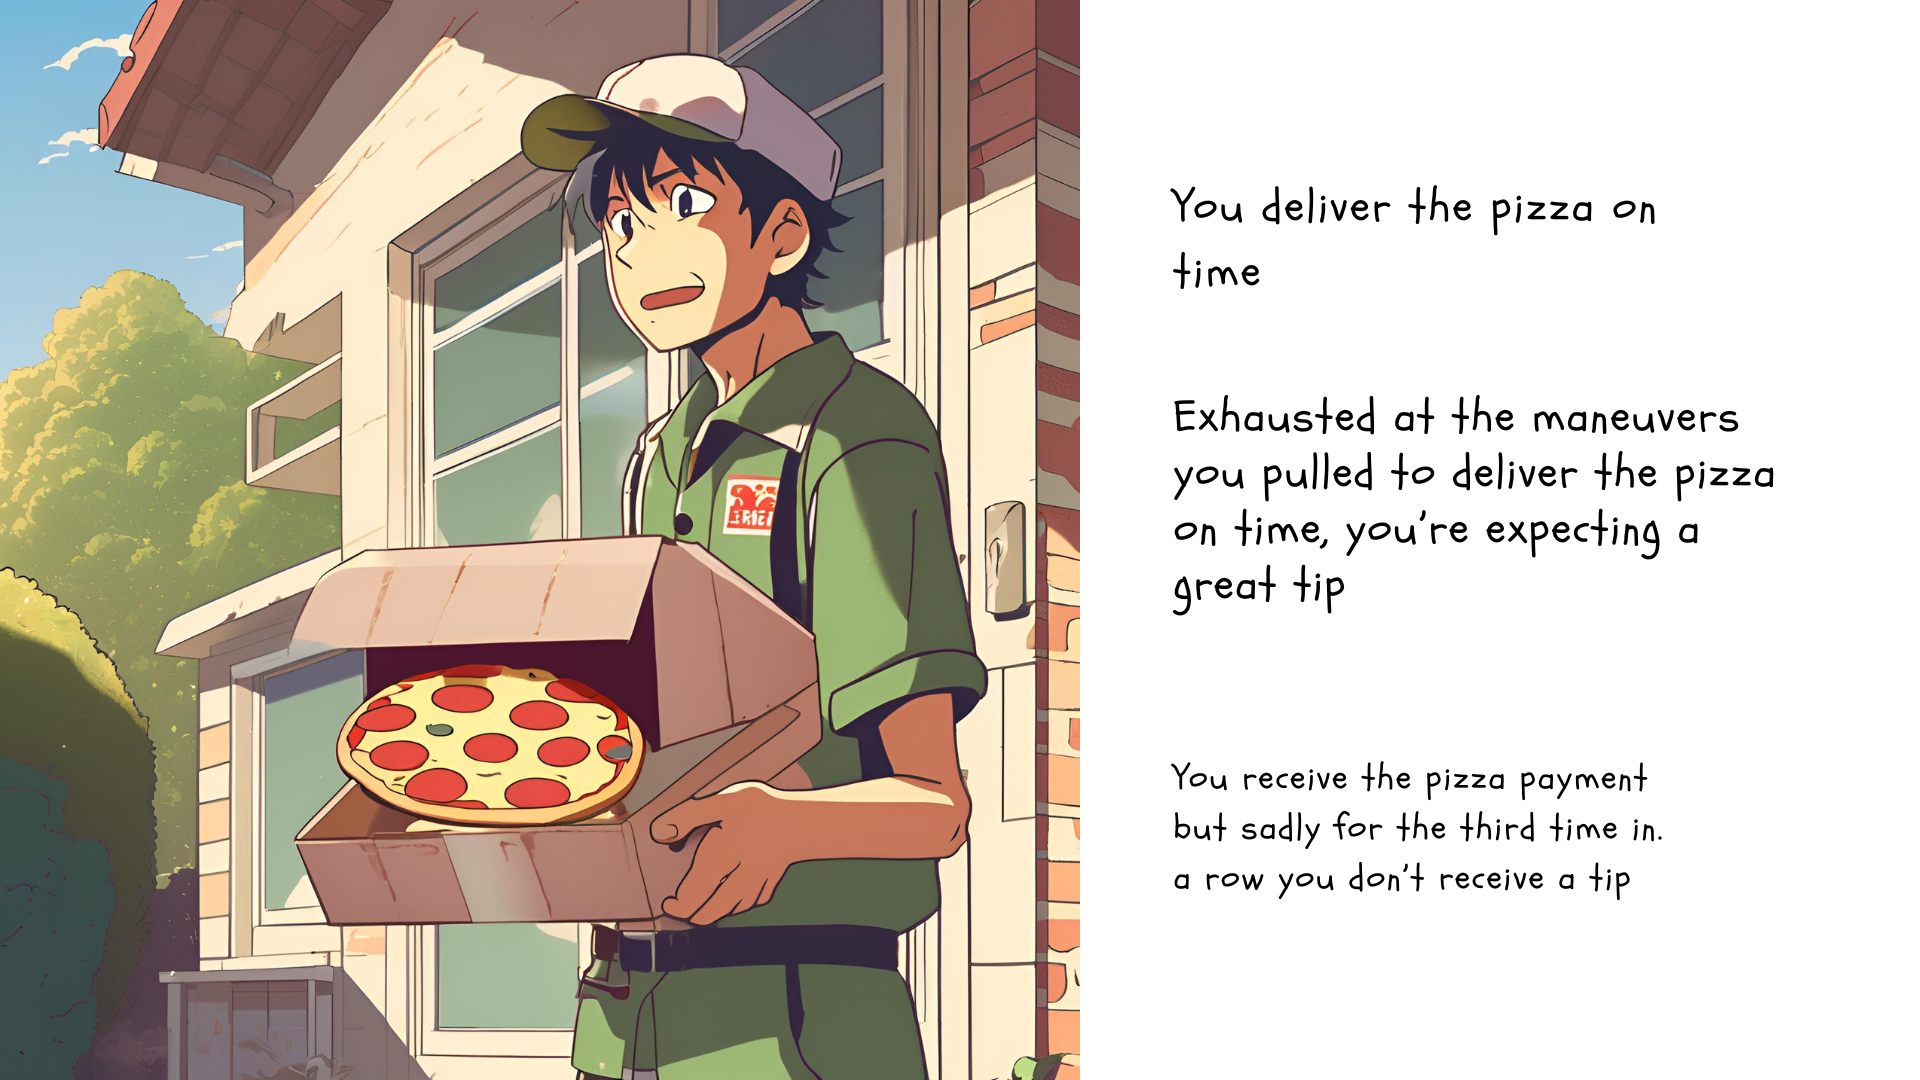 You deliver the pizza on
time
Exhausted at the maneuvers
you pulled to deliver the pizza
on time, you're expecting a
great tip
You receive the pizza payment
but sadly for the third time in.
a row you don't receive a tip